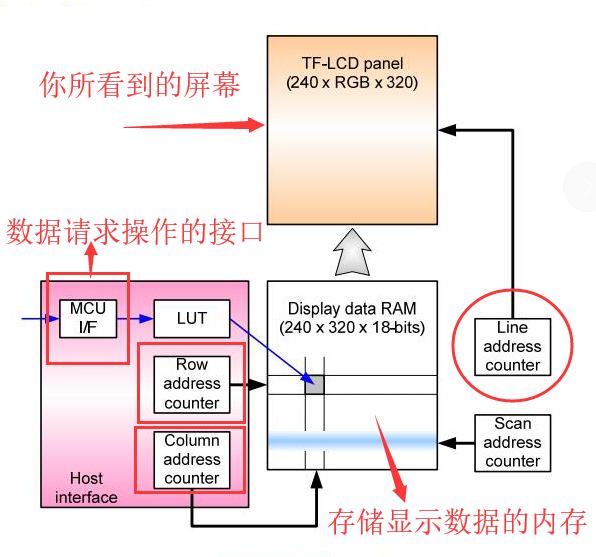 TF-LCD panel
(240 x RGB x 320)
你所看到的屏幕
数据请求操作的接口
MCU
I/F
LUT
Display data RAM
(240 x 320 x 18-bits)
Line
address
counter
Row
address
counter
Column
address
counter
Scan
address
counter
Host
interface
存储显示数据的内存